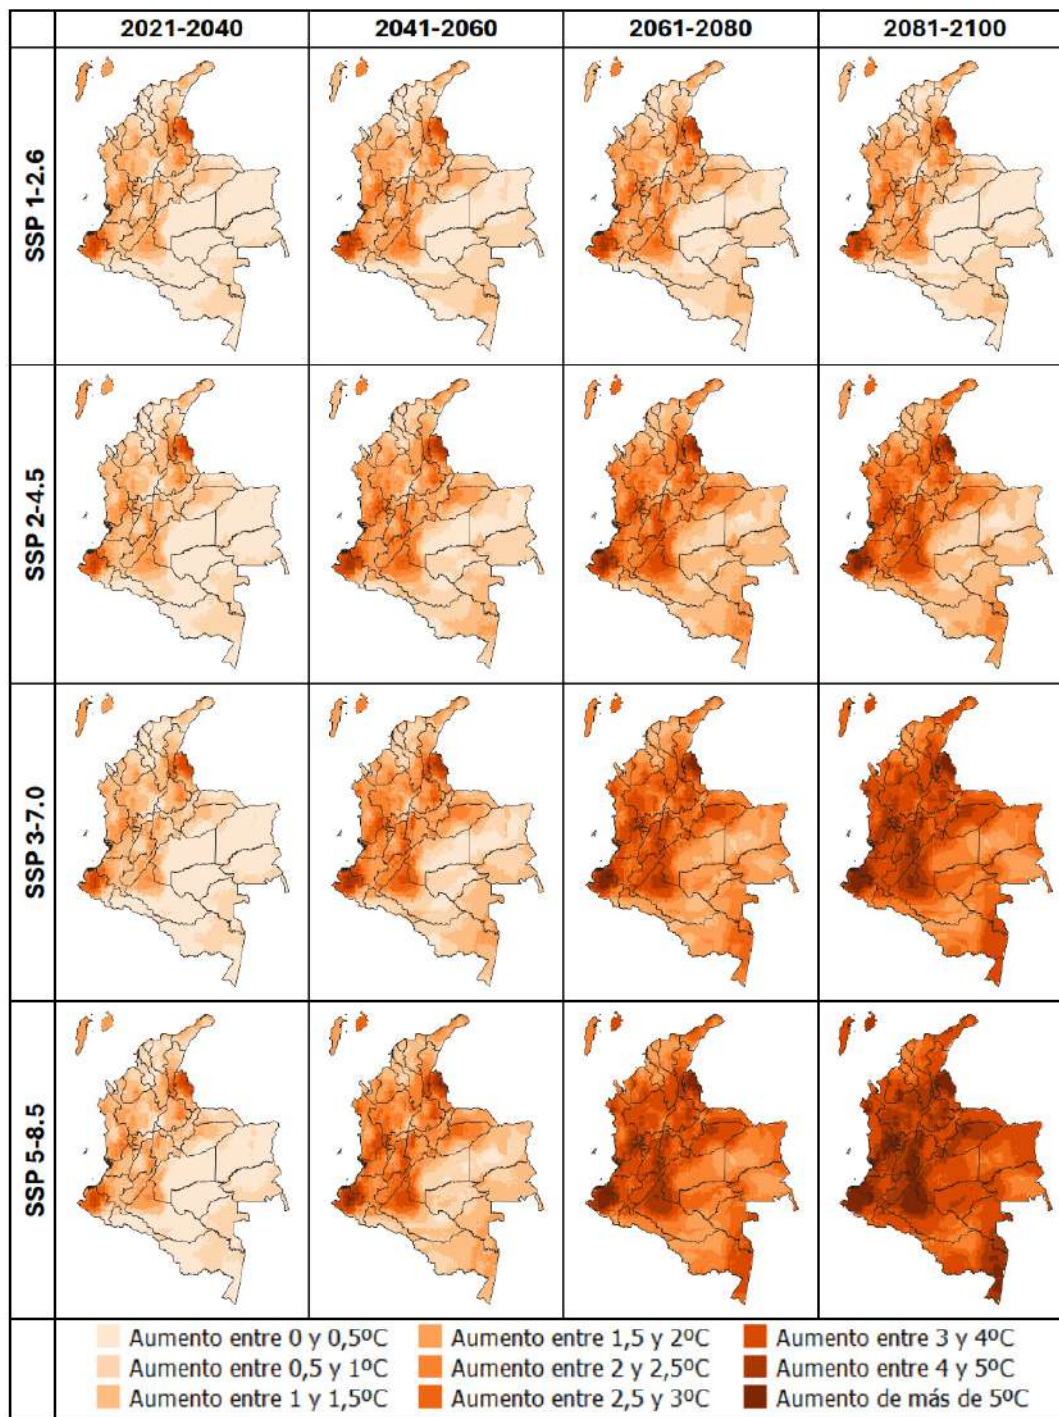 2021-2040 2041-2060 2061-2080 2081-2100
SSP 1-2.6
SSP 2-4.5
SSP 3-7.0
SSP 5-8.5
Aumento entre 0 y 0,5ºC Aumento entre 1,5 y 2ºC Aumento entre 3 y 4ºC
Aumento entre 0,5 y 1ºC Aumento entre 2 y 2,5ºC Aumento entre 4 y 5ºC
Aumento entre 1 y 1,5ºC Aumento entre 2,5 y 3ºC Aumento de más de 5ºC